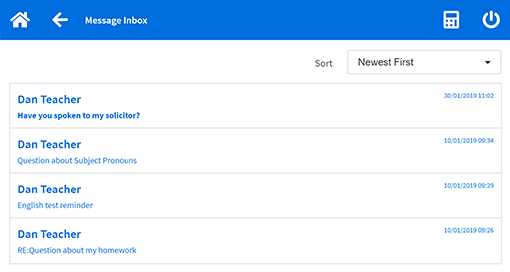 Message Inbox
Sort
Newest First
Dan Teacher
30/01/2019 11:02
Have you spoken to my solicitor?
Dan Teacher
10/01/2019 09:34
Question about Subject Pronouns
Dan Teacher
10/01/2019 09:29
English test reminder
Dan Teacher
10/01/2019 09:26
RE:Question about my homework